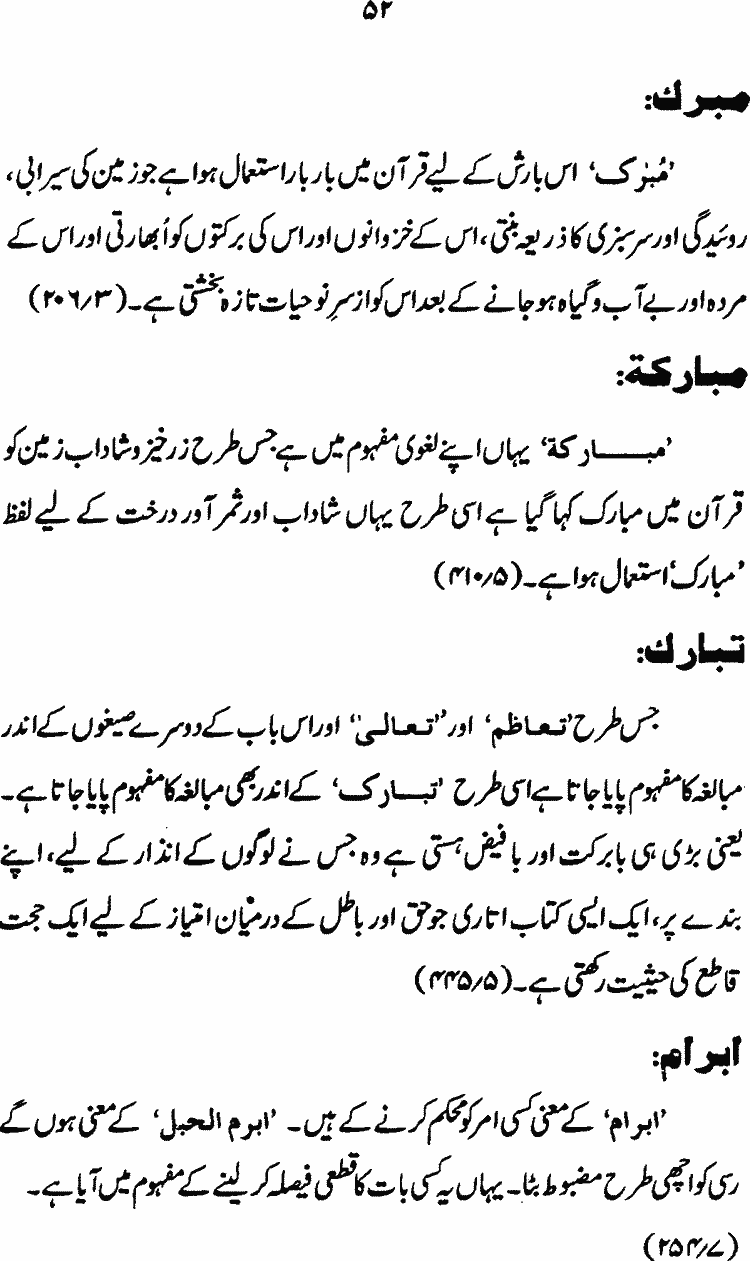 ۵۲
مبرك:
’مُبٰرَک‘ اس بارش کے لیے قرآن میں بار بار استعمال ہوا ہے جو زمین کی سیرابی،
روئیدگی اور سرسبزی کا ذریعہ بنتی، اس کے خزوانوں اور اس کی برکتوں کو اُبھارتی اور اس کے
مردہ اور بے آب و گیاہ ہو جانے کے بعد اس کو از سرِ نو حیات تازہ بخشتی ہے۔ (۲۰۶/۳)
مباركة:
’مبـــاركة‘ یہاں اپنے لغوی مفہوم میں ہے جس طرح زرخیز و شاداب زمین کو
قرآن میں مبارک کہا گیا ہے اسی طرح یہاں شاداب اور ثمر آور درخت کے لیے لفظ
’مبارک‘ استعمال ہوا ہے۔ (۴۱۰/۵)
تبارك:
جس طرح ’تعاظم‘ اور ’’تعالىٰ‘‘ اور اس باب کے دوسرے صیغوں کے اندر
مبالغہ کا مفہوم پایا جاتا ہے اسی طرح ’تبــارک‘ کے اندر بھی مبالغہ کا مفہوم پایا جاتا ہے۔
یعنی بڑی ہی بابرکت اور بافیض ہستی ہے وہ جس نے لوگوں کے انذار کے لیے، اپنے
بندے پر، ایک ایسی کتاب اتاری جو حق اور باطل کے درمیان امتیاز کے لیے ایک حجت
قاطع کی حیثیت رکھتی ہے۔ (۴۴۵/۵)
ابرام:
’ابرام‘ کے معنی کسی امر کو محکم کرنے کے ہیں۔ ’ابرم الحبل‘ کے معنی ہوں گے
رسی کو اچھی طرح مضبوط بٹا۔ یہاں یہ کسی بات کا قطعی فیصلہ کر لینے کے مفہوم میں آیا ہے۔
(۲۵۴/۷)